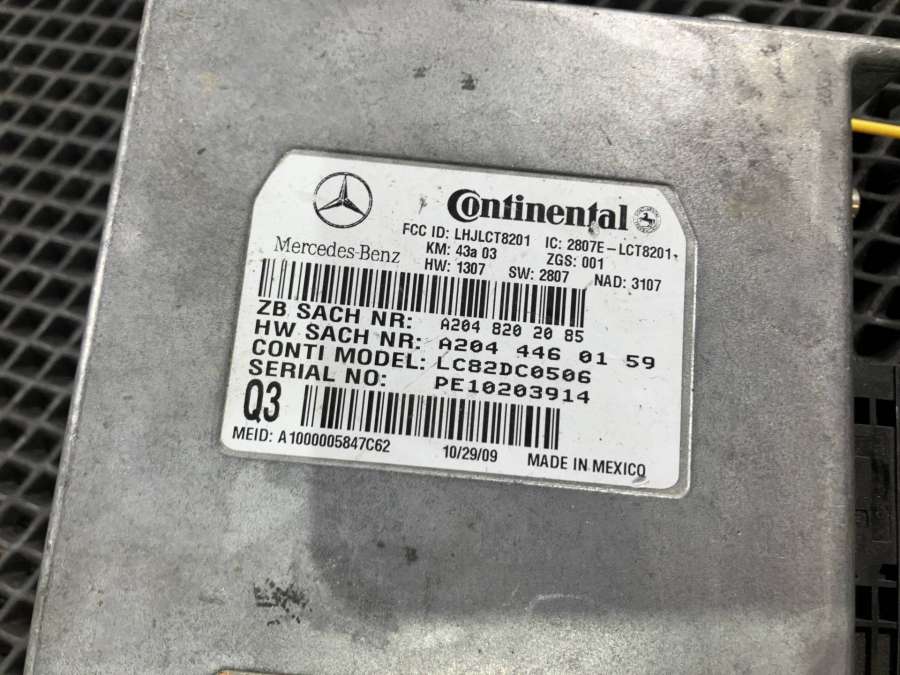 Continental
Mercedes-Benz
FCC ID: LHJLCT8201 IC: 2807E-LCT8201
KM: 43a 03 ZGS: 001
HW: 1307 SW: 2807 NAD: 3107
ZB SACH NR: A204 820 20 85
HW SACH NR: A204 446 01 59
CONTI MODEL: LC82DC0506
SERIAL NO: PE10203914
Q3
MEID: A1000005847C62 10/29/09 MADE IN MEXICO